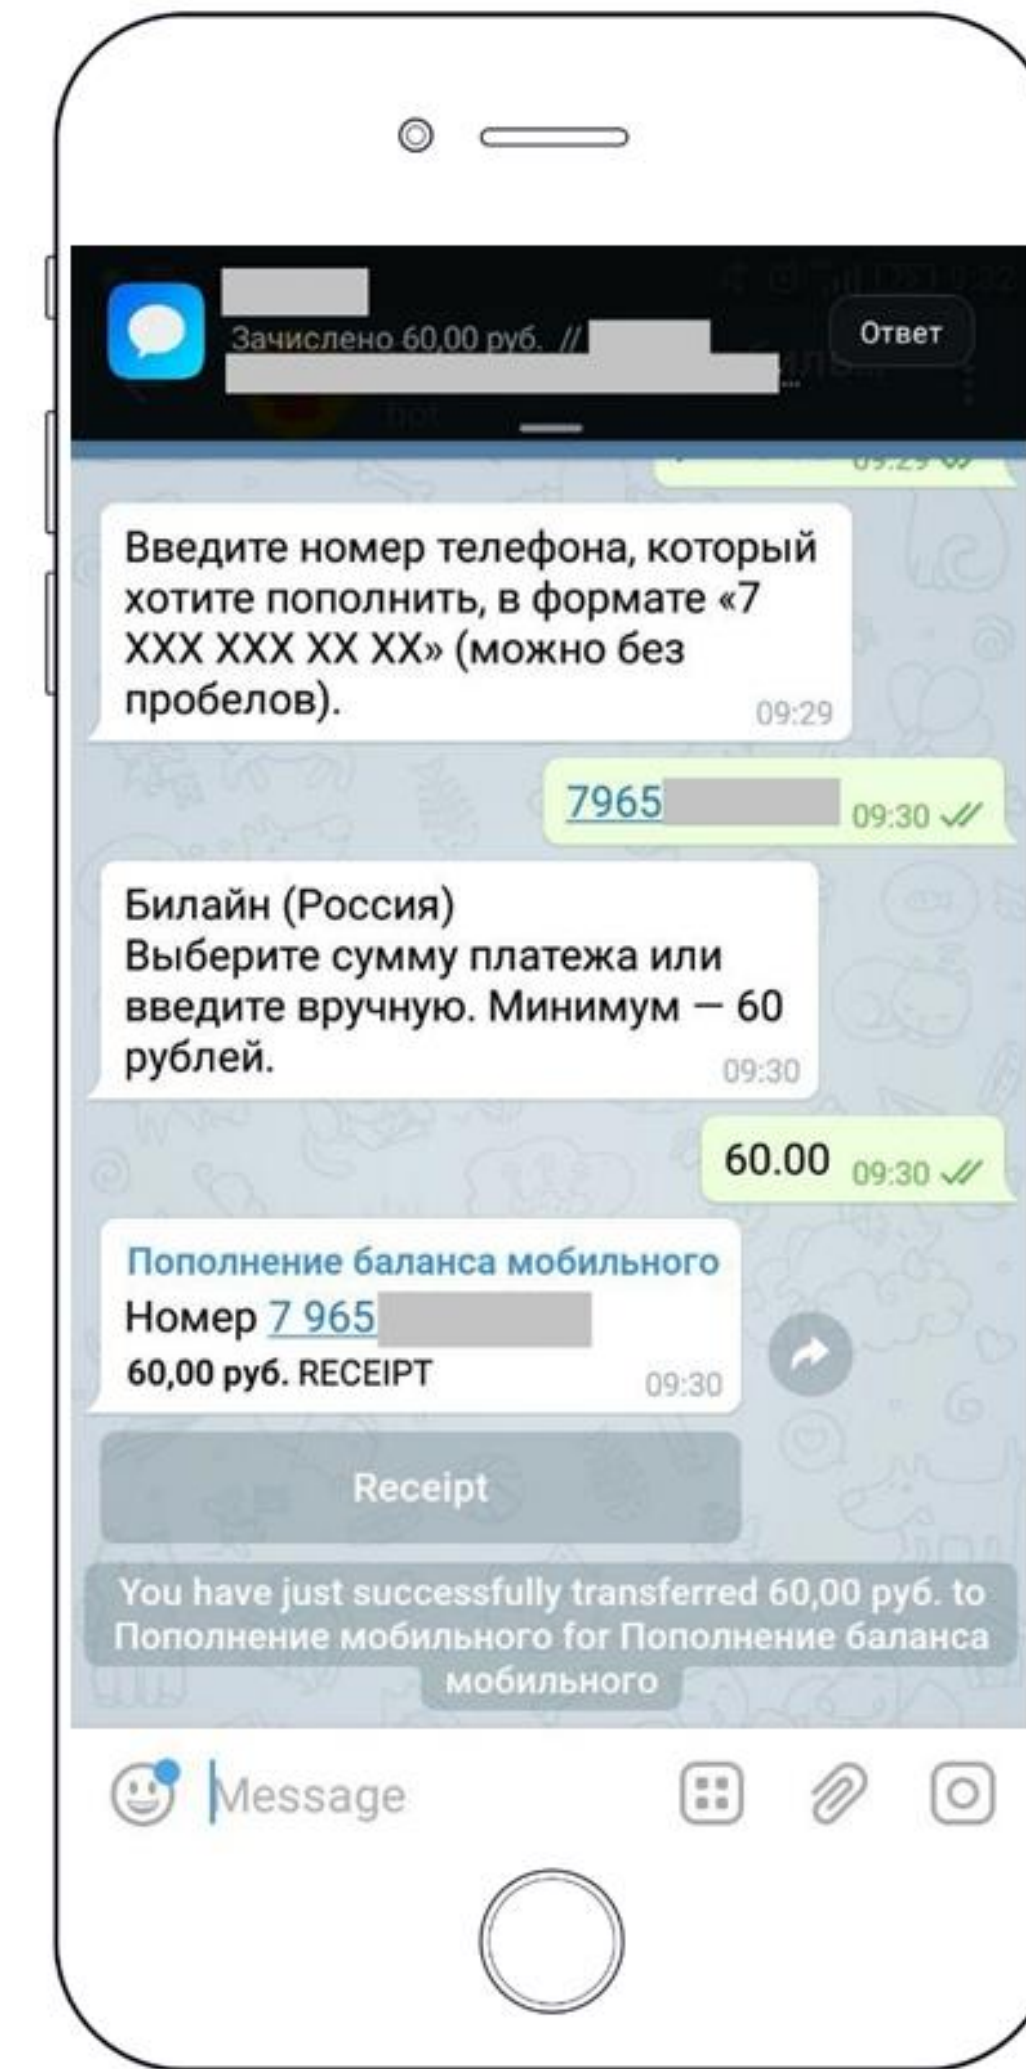 Зачислено 60,00 руб. //
Ответ
bot
09:29
Введите номер телефона, который
хотите пополнить, в формате «7
XXX XXX XX XX» (можно без
пробелов).
09:29
7965
09:30
Билайн (Россия)
Выберите сумму платежа или
введите вручную. Минимум — 60
рублей.
09:30
60.00 09:30
Пополнение баланса мобильного
Номер 7 965
60,00 руб. RECEIPT
09:30
Receipt
You have just successfully transferred 60,00 руб. to
Пополнение мобильного for Пополнение баланса
мобильного
Message